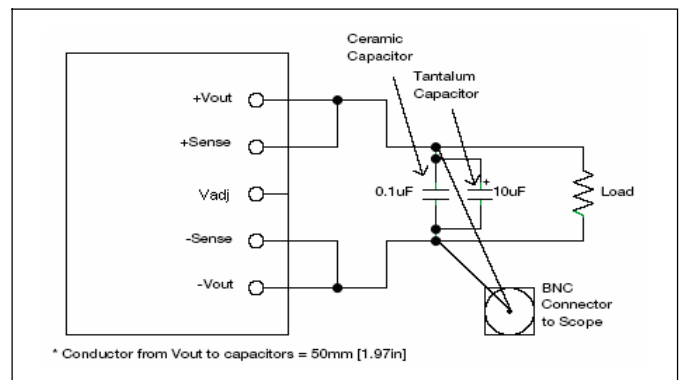 Ceramic
Capacitor
Tantalum
Capacitor
+Vout
+Sense
Vadj
-Sense
-Vout
0.1uF
+
10uF
Load
BNC
Connector
to Scope
* Conductor from Vout to capacitors = 50mm [1.97in]